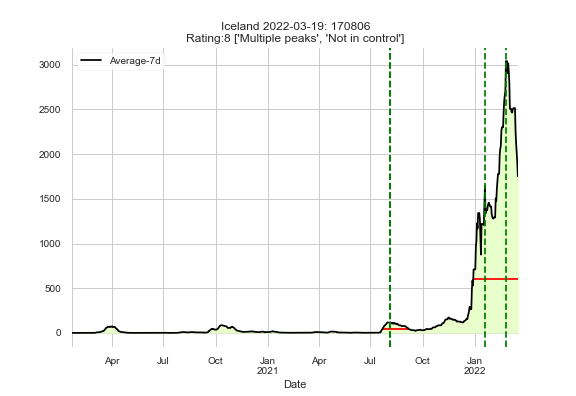 Iceland 2022-03-19: 170806
Rating:8 ['Multiple peaks', 'Not in control']
Average-7d
3000
2500
2000
1500
1000
500
0
Apr Jul Oct Jan Apr Jul Oct Jan
2021 2022
Date